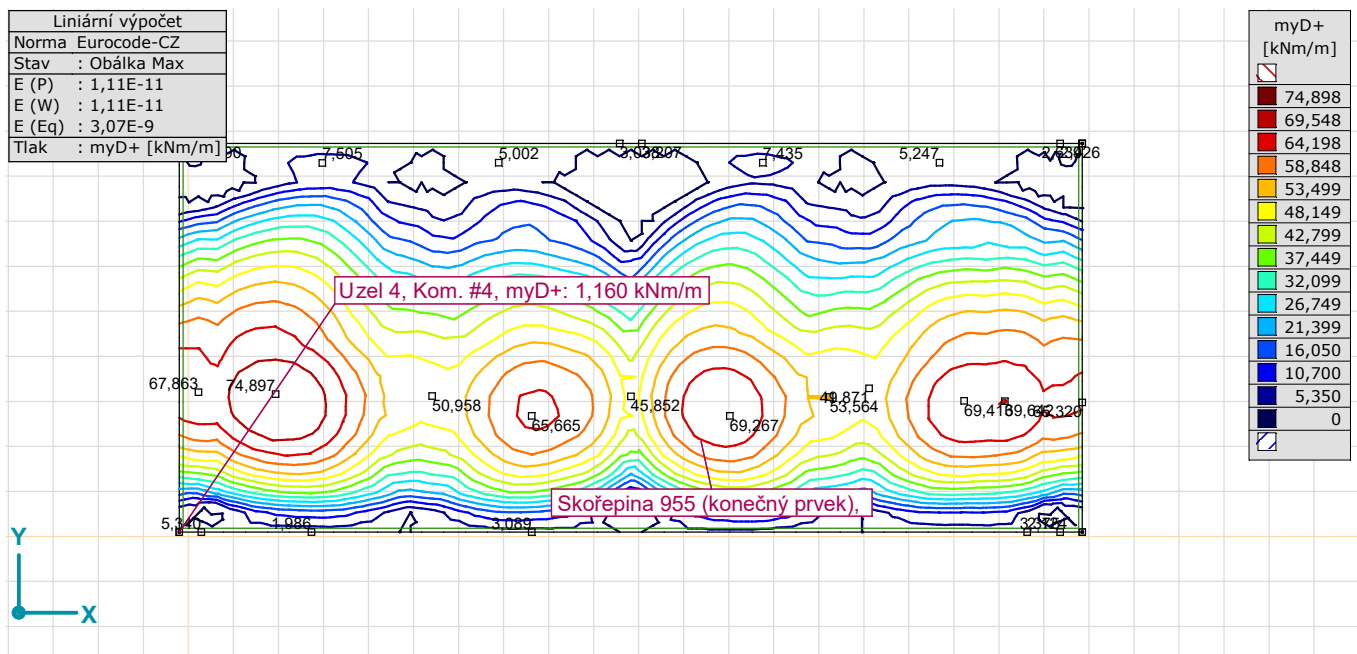 Liniární výpočet
Norma Eurocode-CZ
Stav : Obálka Max
E (P) : 1,11E-11
E (W) : 1,11E-11
E (Eq) : 3,07E-9
Tlak : myD+ [kNm/m]
myD+
[kNm/m]
74,898
69,548
64,198
58,848
53,499
48,149
42,799
37,449
32,099
26,749
21,399
16,050
10,700
5,350
0
7,505
5,002
7,435
5,247
Uzel 4, Kom. #4, myD+: 1,160 kNm/m
67,863
74,897
50,958
65,665
45,852
69,267
49,871
53,564
Skořepina 955 (konečný prvek),
5,340
1,986
3,089
Y
X